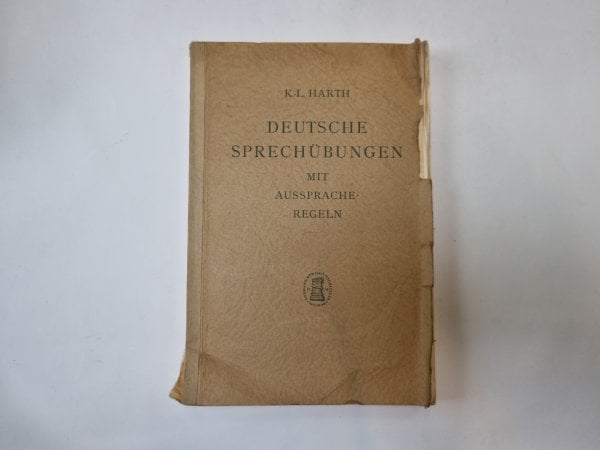 K.-L. HARTH
DEUTSCHE
SPRECHÜBUNGEN
MIT
AUSSPRACHE-
REGELN